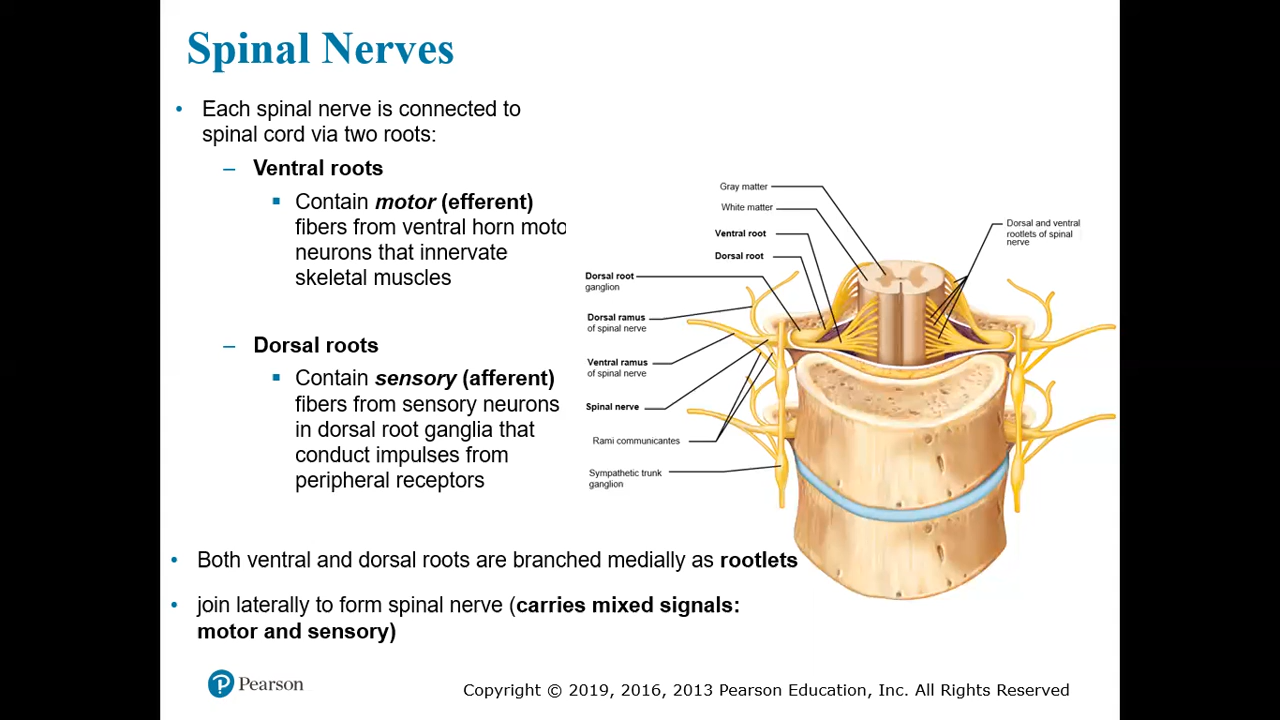 Spinal Nerves
• Each spinal nerve is connected to
spinal cord via two roots:
– Ventral roots
▪ Contain motor (efferent)
fibers from ventral horn moto
neurons that innervate
skeletal muscles
– Dorsal roots
▪ Contain sensory (afferent)
fibers from sensory neurons
in dorsal root ganglia that
conduct impulses from
peripheral receptors
Gray matter
White matter
Ventral root
Dorsal root
Dorsal root
ganglion
Dorsal ramus
of spinal nerve
Ventral ramus
of spinal nerve
Spinal nerve
Rami communicantes
Sympathetic trunk
ganglion
Dorsal and ventral
rootlets of spinal
nerve
• Both ventral and dorsal roots are branched medially as rootlets
• join laterally to form spinal nerve (carries mixed signals:
motor and sensory)
P Pearson
Copyright © 2019, 2016, 2013 Pearson Education, Inc. All Rights Reserved